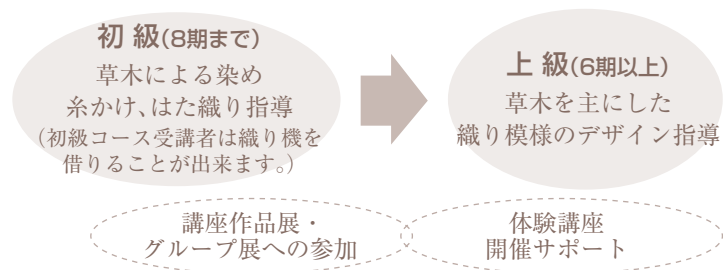 初 級(8期まで)
草木による染め
糸かけ、はた織り指導
（初級コース受講者は織り機を
借りることが出来ます。）
上 級(6期以上)
草木を主にした
織り模様のデザイン指導
講座作品展・
グループ展への参加
体験講座
開催サポート